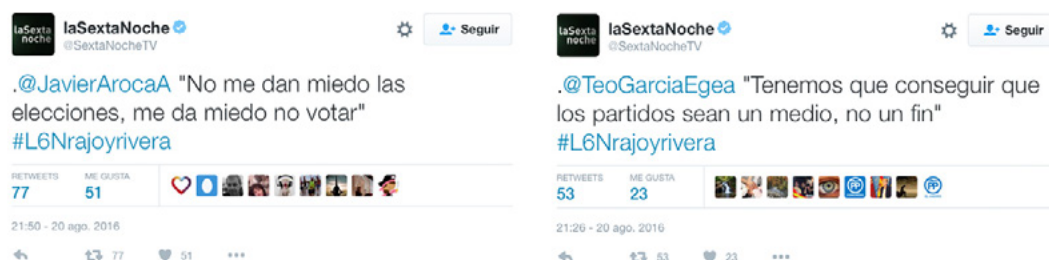 laSexta
noche
laSextaNoche
@SextaNocheTV
Seguir
.@JavierArocaA "No me dan miedo las
elecciones, me da miedo no votar"
#L6Nrajoyrivera
RETWEETS
77
ME GUSTA
51
21:50 - 20 ago. 2016
77
51
laSexta
noche
laSextaNoche
@SextaNocheTV
Seguir
.@TeoGarciaEgea "Tenemos que conseguir que
los partidos sean un medio, no un fin"
#L6Nrajoyrivera
RETWEETS
53
ME GUSTA
23
21:26 - 20 ago. 2016
53
23